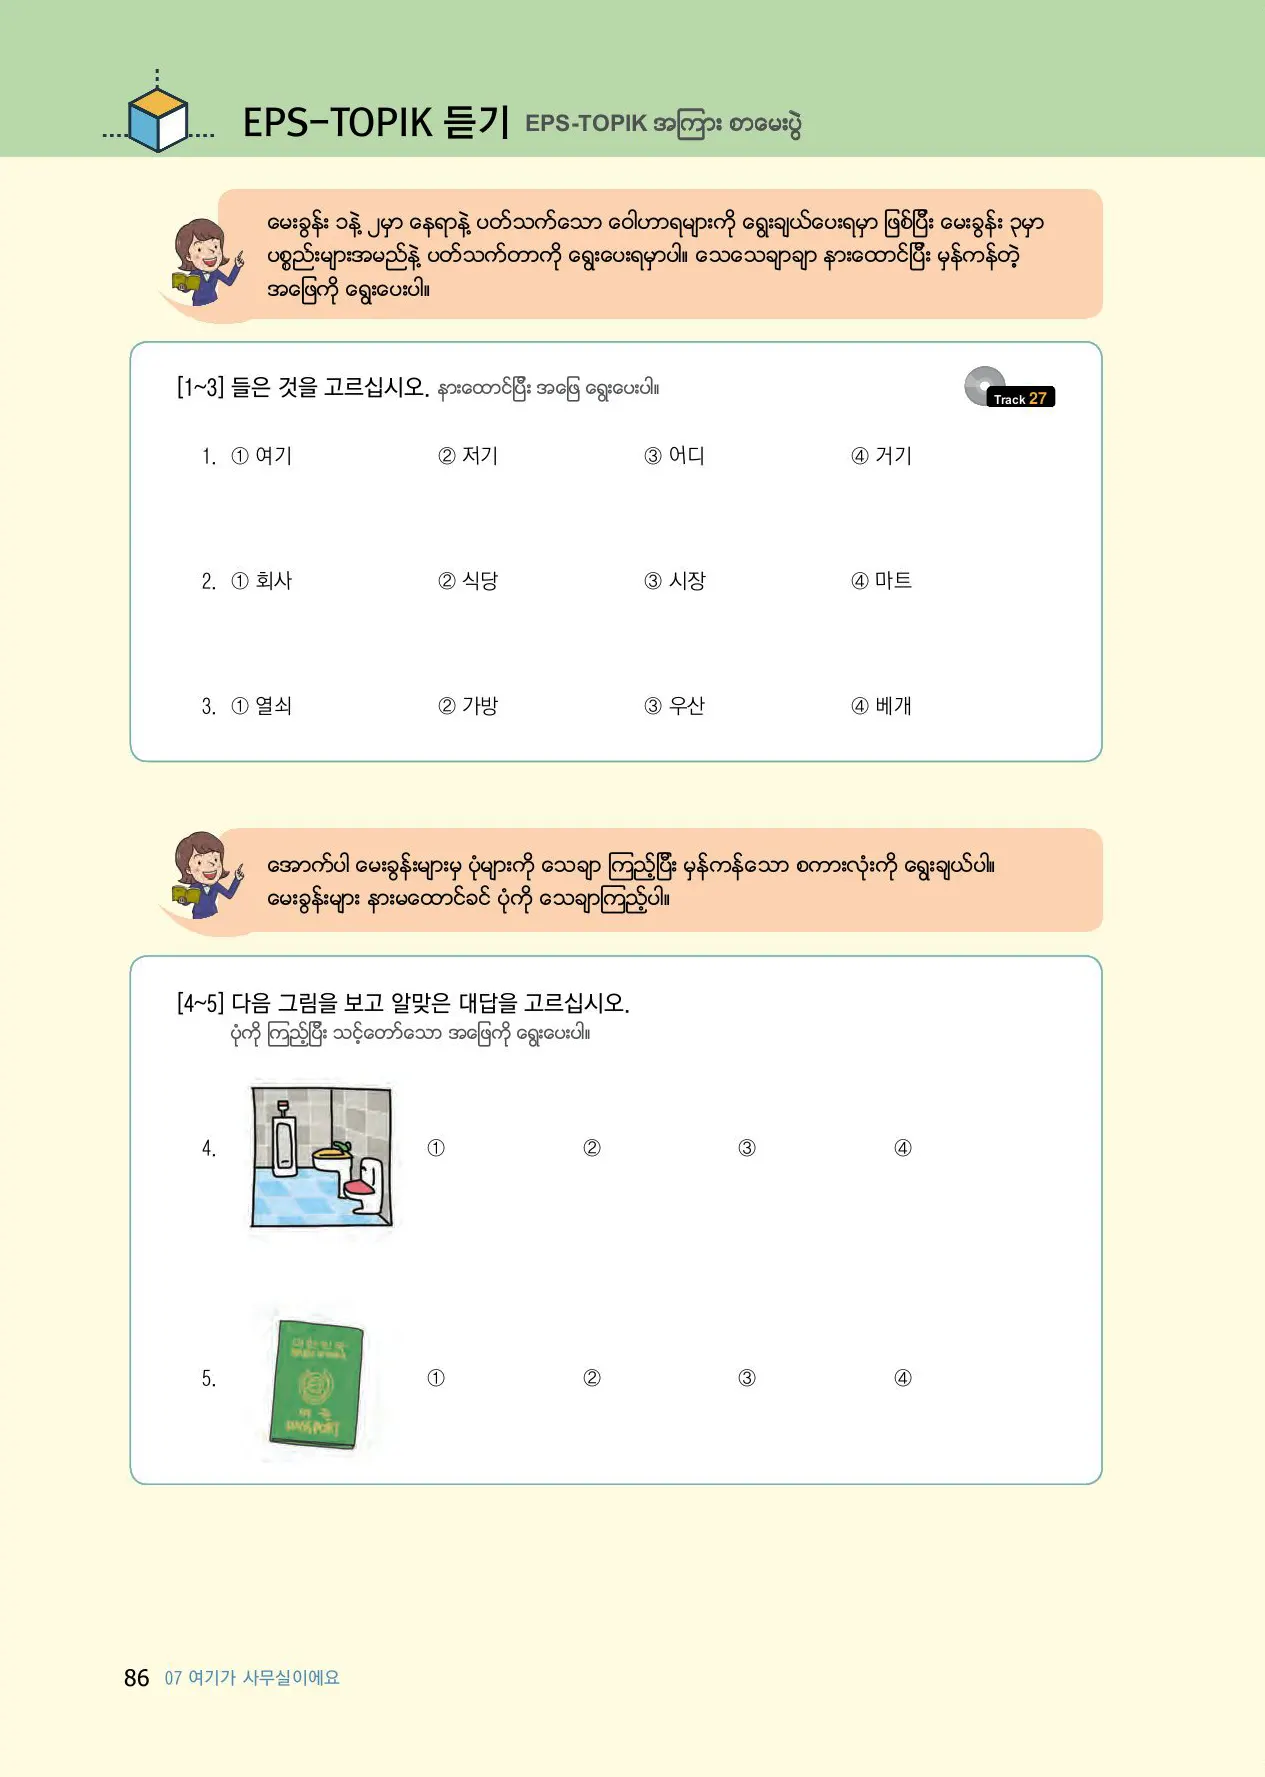 EPS-TOPIK 듣기 EPS-TOPIK အကြား စာမေးပွဲ
မေးခွန်း ၁နဲ့ ၂မှာ နေရာနဲ့ ပတ်သက်သော ဝေါဟာရများကို ရွေးချယ်ပေးရမှာ ဖြစ်ပြီး မေးခွန်း ၃မှာ
ပစ္စည်းများအမည်နဲ့ ပတ်သက်တာကို ရွေးပေးရမှာပါ။ သေသေချာချာ နားထောင်ပြီး မှန်ကန်တဲ့
အဖြေကို ရွေးပေးပါ။
[1~3] 들은 것을 고르십시오. နားထောင်ပြီး အဖြေ ရွေးပေးပါ။
Track 27
1. ① 여기 ② 저기 ③ 어디 ④ 거기
2. ① 회사 ② 식당 ③ 시장 ④ 마트
3. ① 열쇠 ② 가방 ③ 우산 ④ 베개
အောက်ပါ မေးခွန်းများမှ ပုံများကို သေချာ ကြည့်ပြီး မှန်ကန်သော စကားလုံးကို ရွေးချယ်ပါ။
မေးခွန်းများ နားမထောင်ခင် ပုံကို သေချာကြည့်ပါ။
[4~5] 다음 그림을 보고 알맞은 대답을 고르십시오.
ပုံကို ကြည့်ပြီး သင့်တော်သော အဖြေကို ရွေးပေးပါ။
4. ① ② ③ ④
5. ① ② ③ ④
PASSPORT
86 07 여기가 사무실이에요